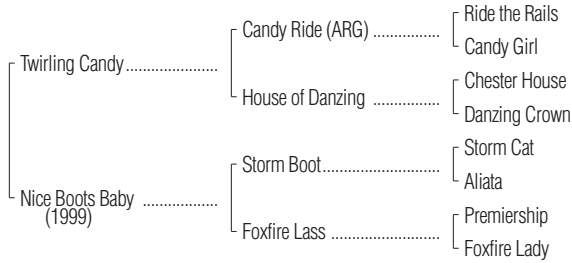 Ride the Rails
Candy Ride (ARG) ................
Candy Girl
Twirling Candy ......................
Chester House
House of Danzing ................
Danzing Crown
Storm Cat
Storm Boot ............................
Aliata
Nice Boots Baby ..................
(1999)
Premiership
Foxfire Lass ..........................
Foxfire Lady